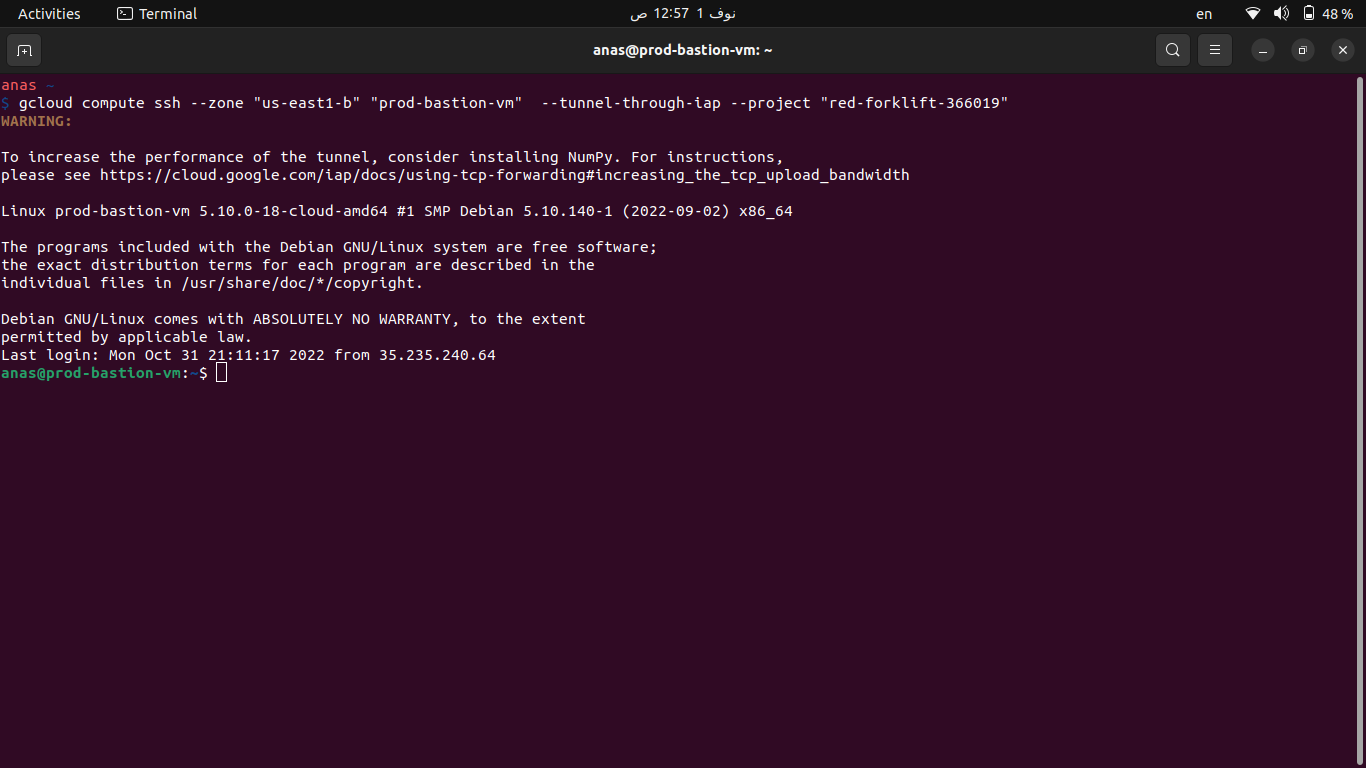 Activities Terminal نوف 1 12:57 ص en 48 %
anas@prod-bastion-vm: ~
anas ~
$ gcloud compute ssh --zone "us-east1-b" "prod-bastion-vm"  --tunnel-through-iap --project "red-forklift-366019"
WARNING:
To increase the performance of the tunnel, consider installing NumPy. For instructions,
please see https://cloud.google.com/iap/docs/using-tcp-forwarding#increasing_the_tcp_upload_bandwidth
Linux prod-bastion-vm 5.10.0-18-cloud-amd64 #1 SMP Debian 5.10.140-1 (2022-09-02) x86_64
The programs included with the Debian GNU/Linux system are free software;
the exact distribution terms for each program are described in the
individual files in /usr/share/doc/*/copyright.
Debian GNU/Linux comes with ABSOLUTELY NO WARRANTY, to the extent
permitted by applicable law.
Last login: Mon Oct 31 21:11:17 2022 from 35.235.240.64
anas@prod-bastion-vm:~$